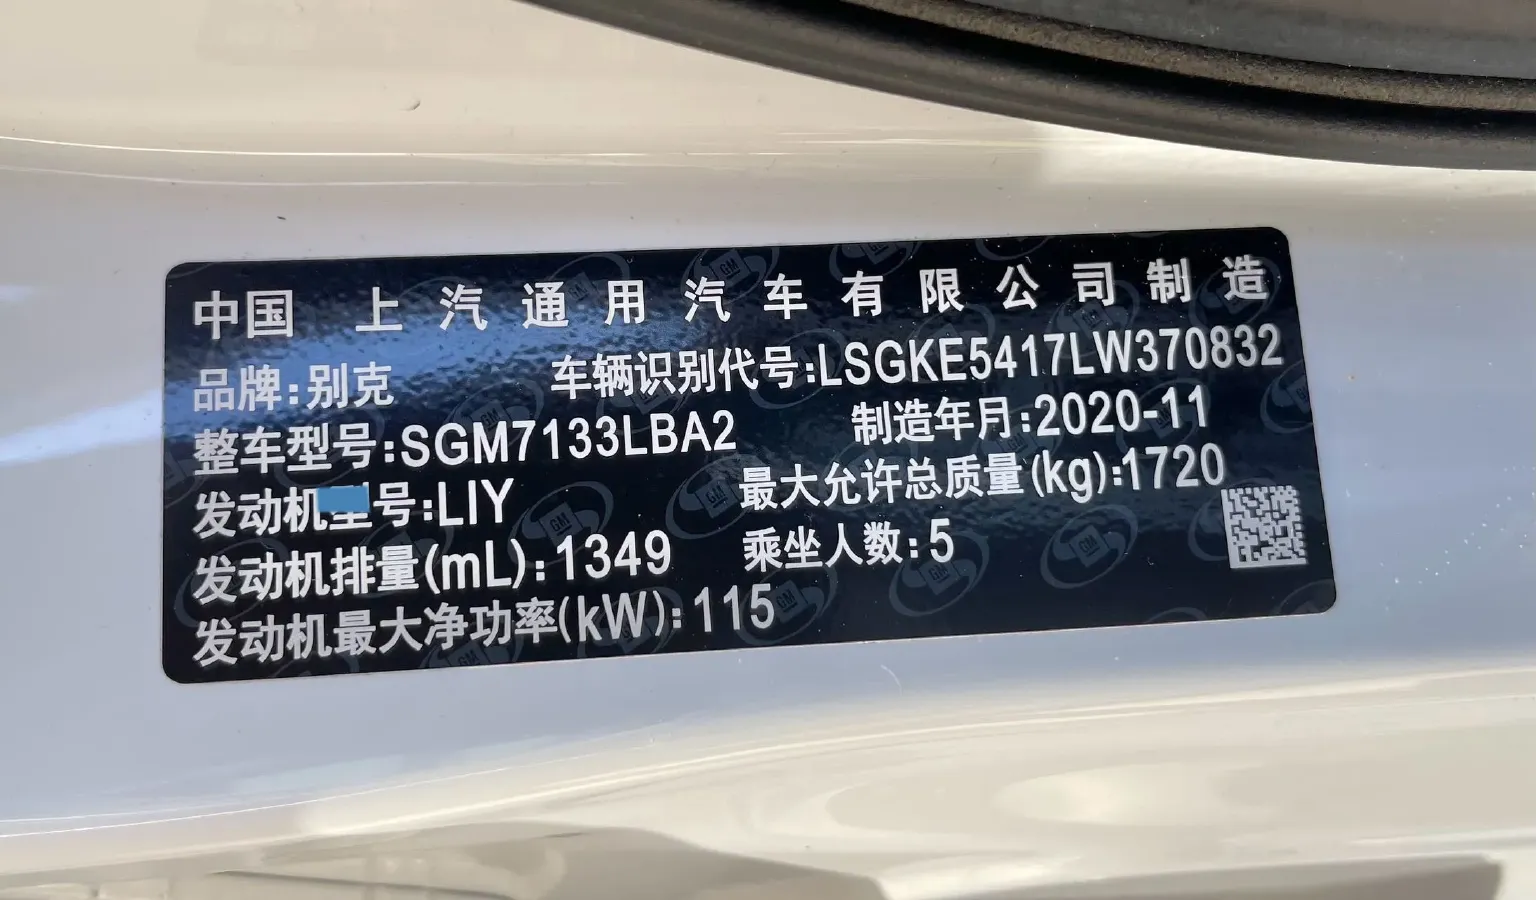 中国 上汽通用汽车有限公司制造
品牌:别克 车辆识别代号:LSGKE5417LW370832
整车型号:SGM7133LBA2 制造年月:2020-11
发动机型号:LIY 最大允许总质量(kg):1720
发动机排量(mL):1349 乘坐人数:5
发动机最大净功率(kW):115